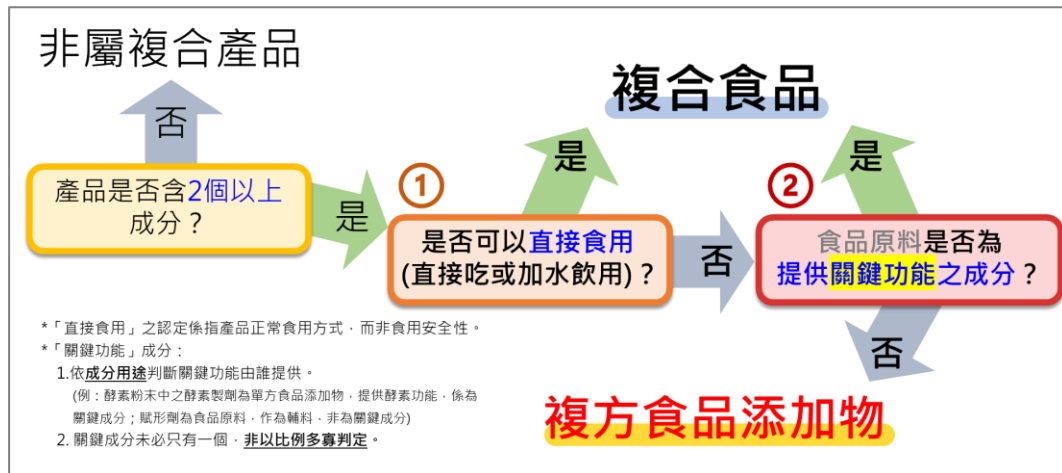 非屬複合產品
否
產品是否含2個以上
成分？
是
複合食品
是
是
①
是否可以直接食用
(直接吃或加水飲用)？
否
②
食品原料是否為
提供關鍵功能之成分？
否
複方食品添加物
*「直接食用」之認定係指產品正常食用方式，而非食用安全性。
*「關鍵功能」成分：
1.依成分用途判斷關鍵功能由誰提供。
(例：酵素粉末中之酵素製劑為單方食品添加物，提供酵素功能，係為
關鍵成分；賦形劑為食品原料，作為輔料，非為關鍵成分)
2. 關鍵成分未必只有一個，非以比例多寡判定。